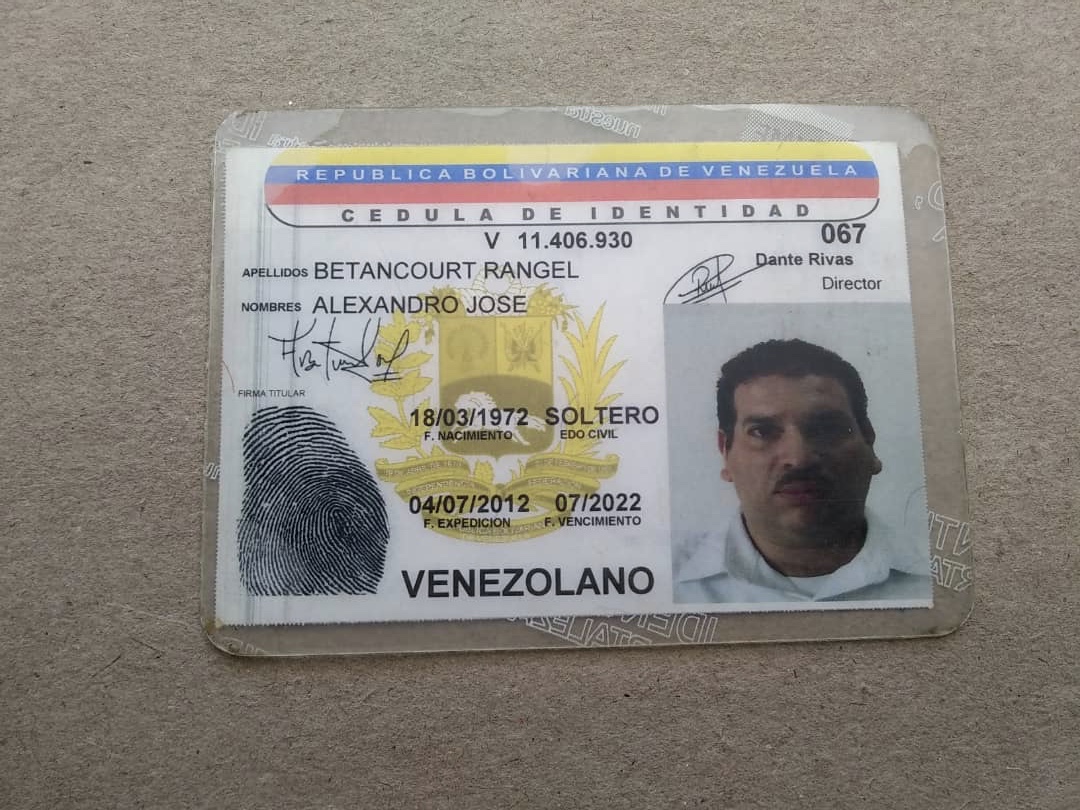 REPUBLICA BOLIVARIANA DE VENEZUELA
CEDULA DE IDENTIDAD
V 11.406.930
067
APELLIDOS BETANCOURT RANGEL
Dante Rivas
Director
NOMBRES ALEXANDRO JOSE
FIRMA TITULAR
18/03/1972 SOLTERO
F. NACIMIENTO EDO CIVIL
04/07/2012 07/2022
F. EXPEDICION F. VENCIMIENTO
VENEZOLANO